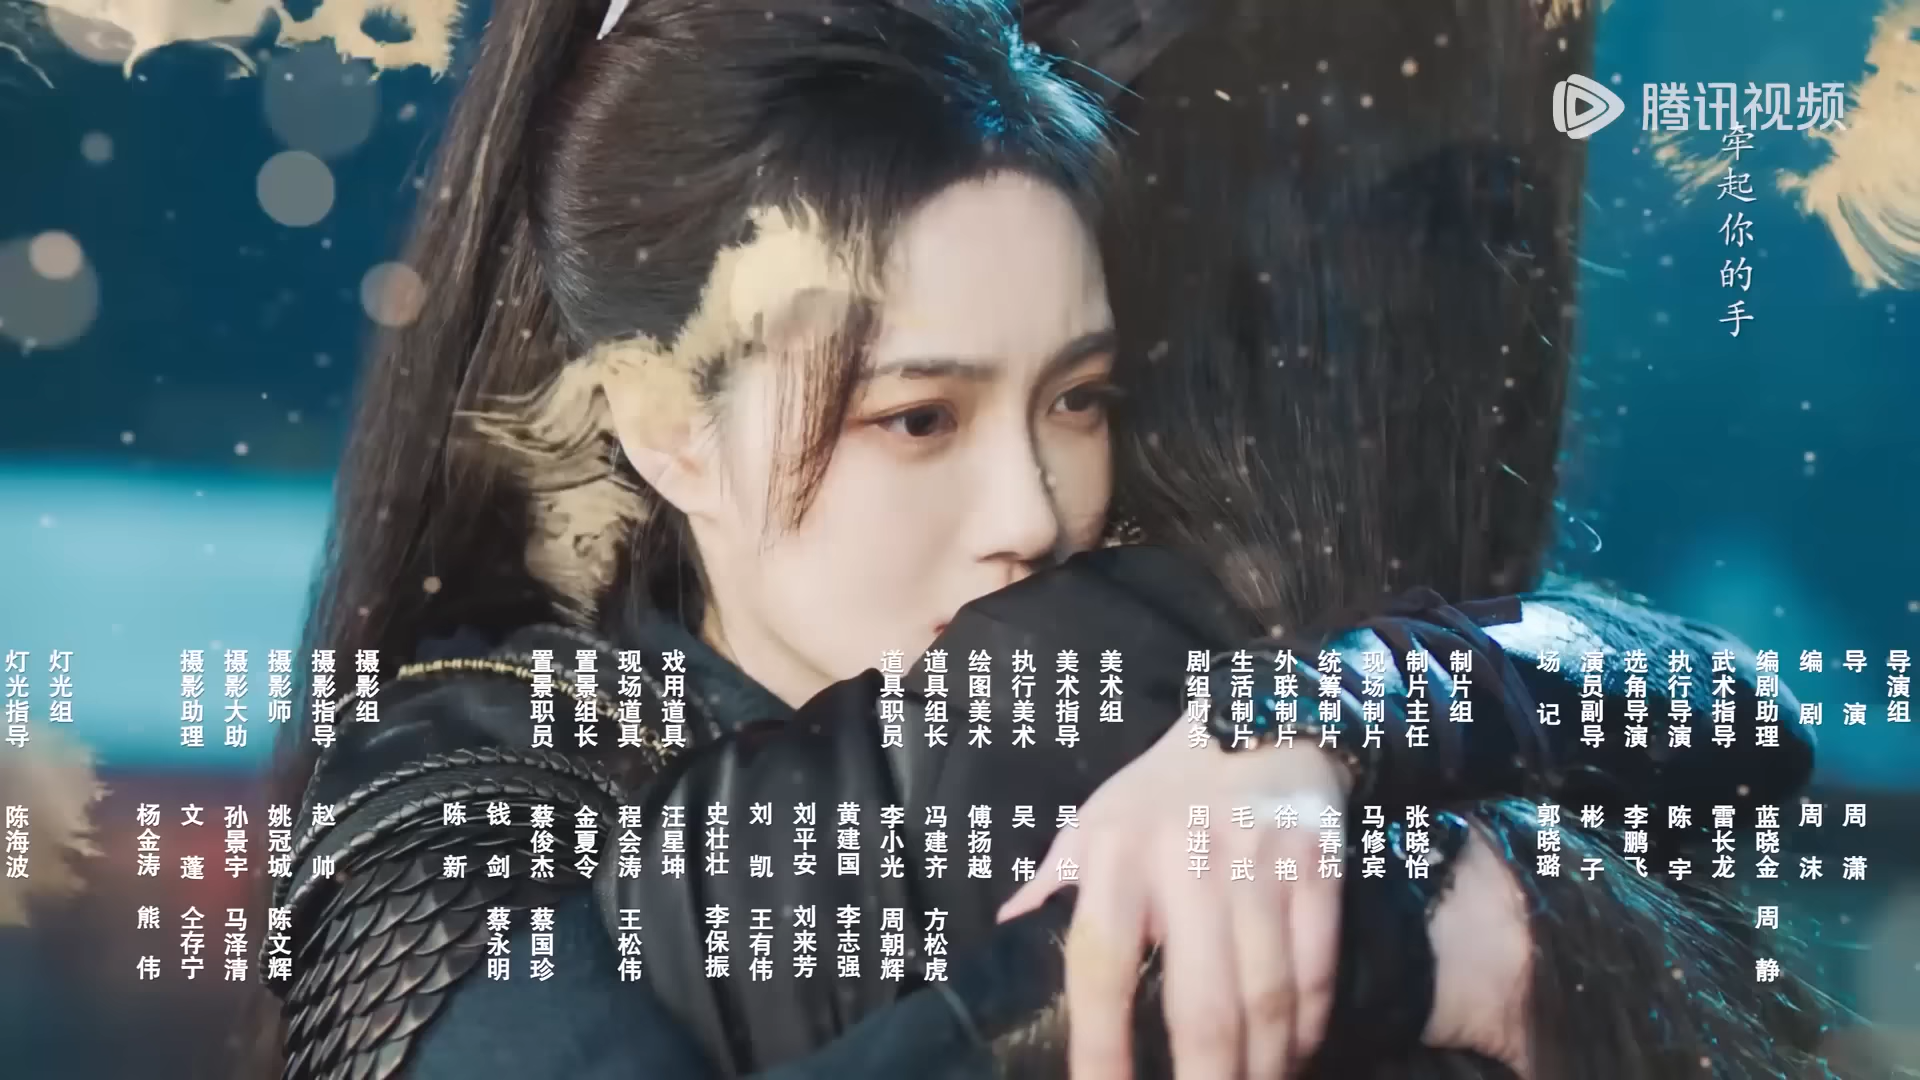 腾讯视频
牵起你的手
导演组
导演 周潇
编剧 周沫
编剧助理 蓝晓金 周静
武术指导 雷长龙
执行导演 陈宇
选角导演 李鹏飞
演员副导 彬子
场记 郭晓璐
制片组
制片主任 张晓怡
现场制片 马修宾
统筹制片 金春杭
外联制片 徐艳
生活制片 毛武
剧组财务 周进平
美术组
美术指导 吴俭
执行美术 吴伟
绘图美术 傅扬越
道具组长 冯建齐 方松虎
道具职员 李小光 周朝辉
黄建国 李志强
刘平安 刘来芳
刘凯 王有伟
史壮壮 李保振
戏用道具 汪星坤
现场道具 程会涛 王松伟
置景组长 金夏令
置景职员 蔡俊杰 蔡国珍
钱剑 蔡永明
陈新
摄影组
摄影指导 赵帅
摄影师 姚冠城 陈文辉
摄影大助 孙景宇 马泽清
摄影助理 文蓬 仝存宁
杨金涛 熊伟
灯光组
灯光指导 陈海波